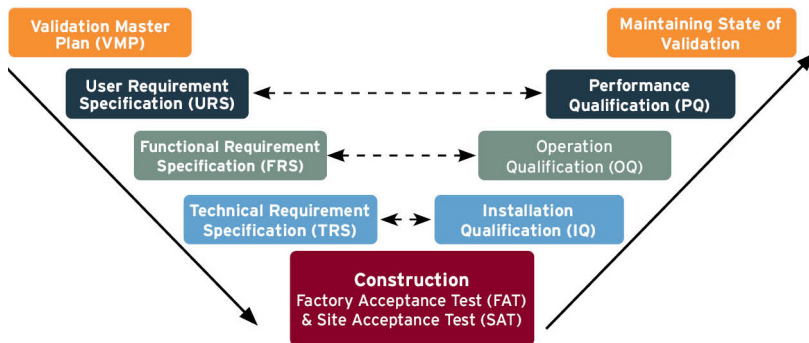 Validation Master
Plan (VMP)
Maintaining State of
Validation
User Requirement
Specification (URS)
Performance
Qualification (PQ)
Functional Requirement
Specification (FRS)
Operation
Qualification (OQ)
Technical Requirement
Specification (TRS)
Installation
Qualification (IQ)
Construction
Factory Acceptance Test (FAT)
& Site Acceptance Test (SAT)